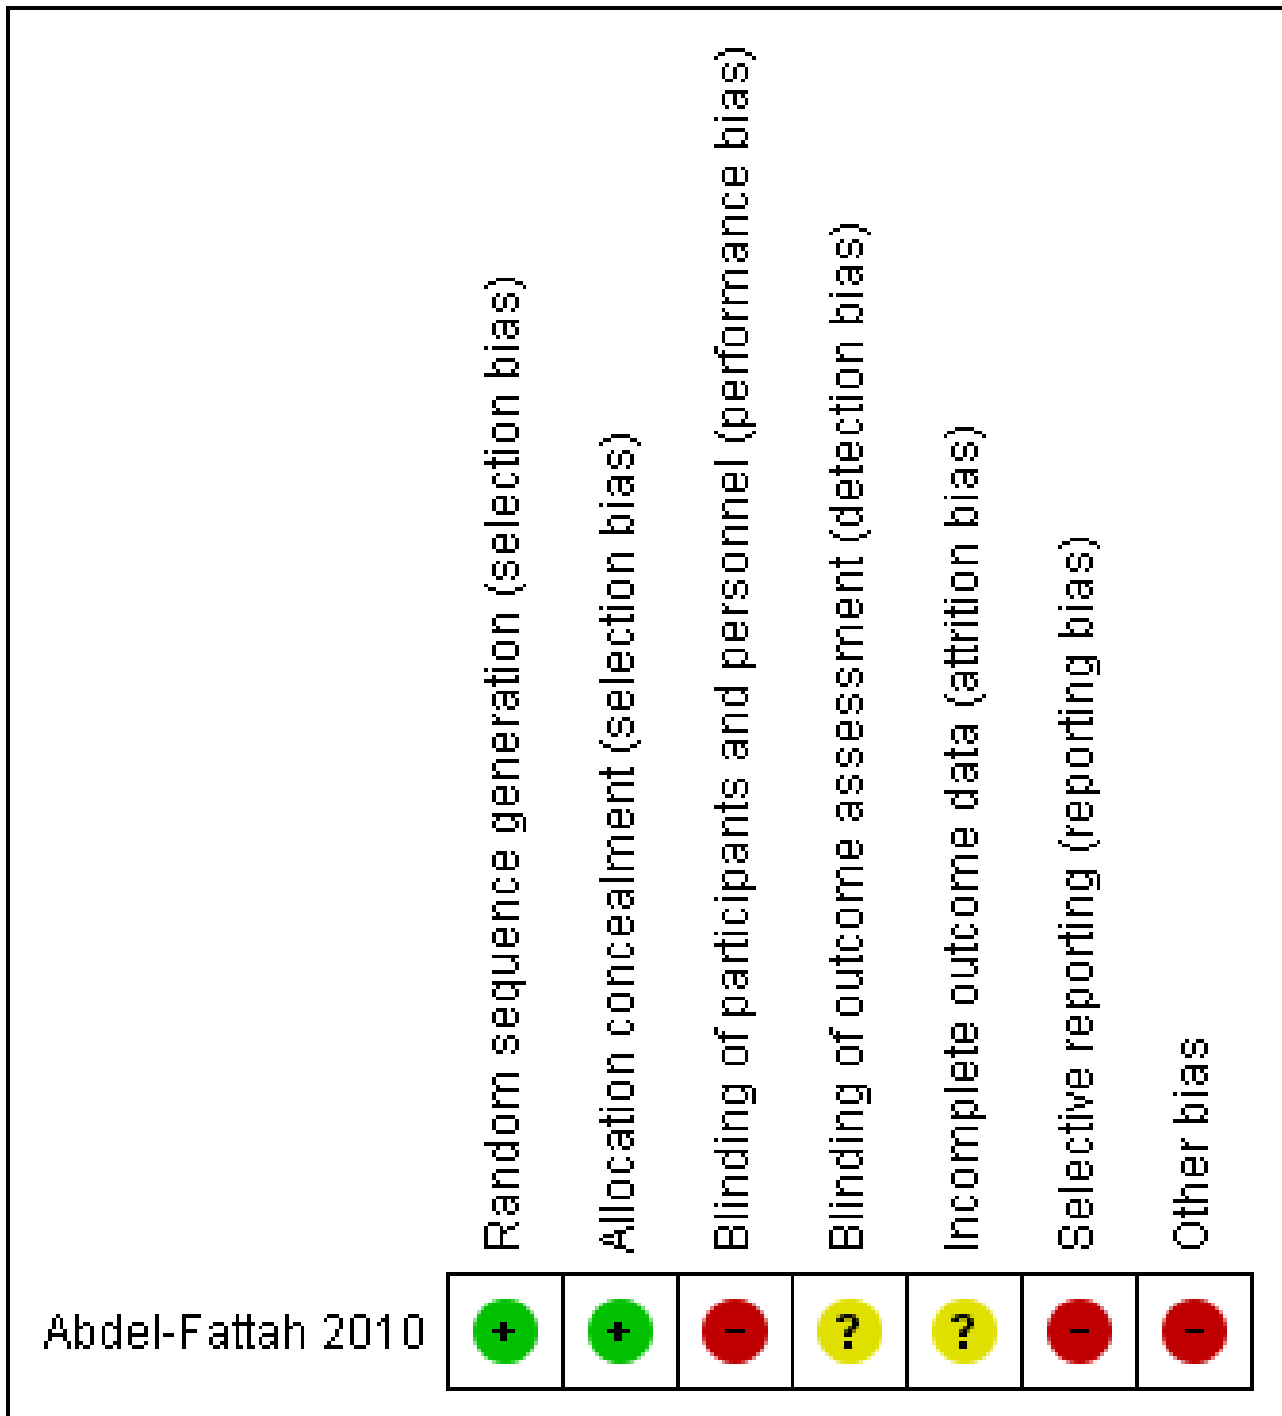 Random sequence generation (selection bias)
Allocation concealment (selection bias)
Blinding of participants and personnel (performance bias)
Blinding of outcome assessment (detection bias)
Incomplete outcome data (attrition bias)
Selective reporting (reporting bias)
Other bias
Abdel-Fattah 2010 + + − ? ? − −